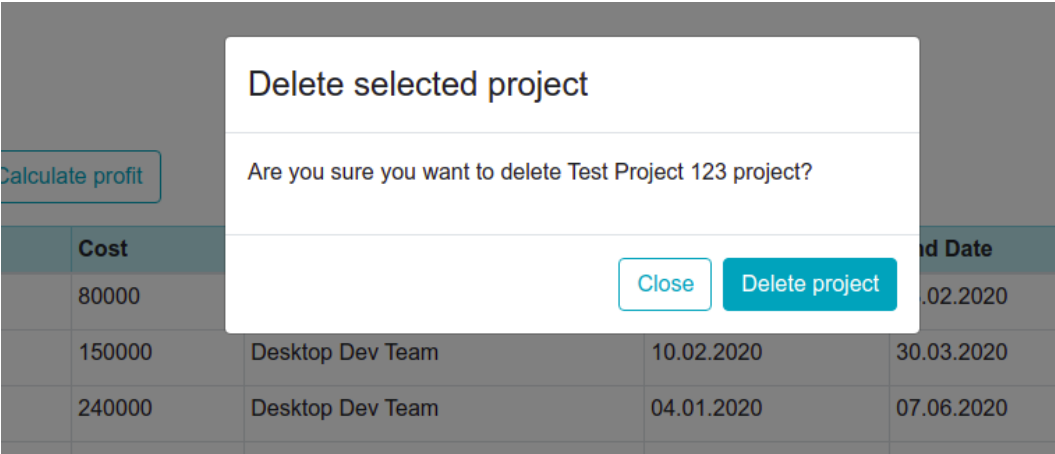 Delete selected project
Are you sure you want to delete Test Project 123 project?
Close Delete project
Calculate profit
Cost nd Date
80000 .02.2020
150000 Desktop Dev Team 10.02.2020 30.03.2020
240000 Desktop Dev Team 04.01.2020 07.06.2020